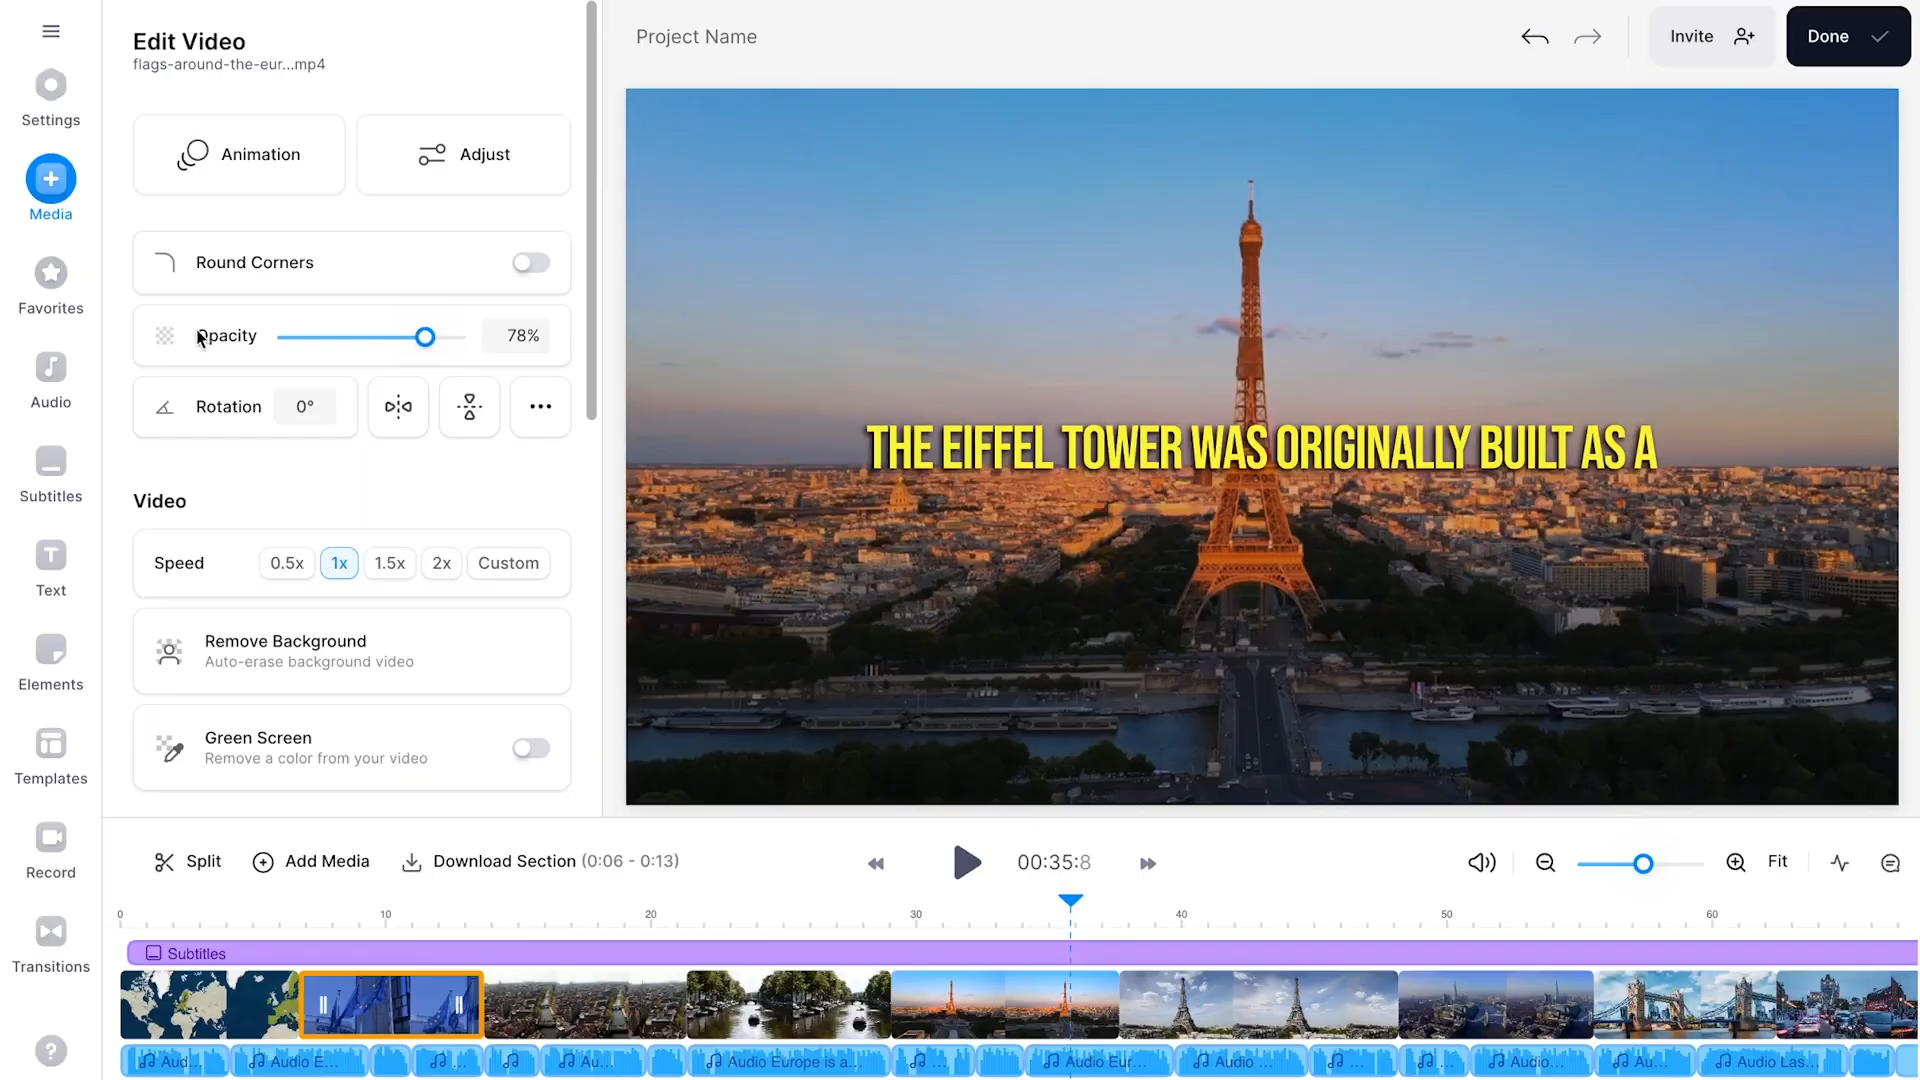 Settings
Media
Favorites
Audio
Subtitles
Text
Elements
Templates
Record
Transitions
Edit Video
flags-around-the-eur...mp4
Animation
Adjust
Round Corners
Opacity
78%
Rotation
0°
Video
Speed
0.5x
1x
1.5x
2x
Custom
Remove Background
Auto-erase background video
Green Screen
Remove a color from your video
Project Name
Invite
Done
THE EIFFEL TOWER WAS ORIGINALLY BUILT AS A
Split
Add Media
Download Section (0:06 - 0:13)
00:35:8
Fit
0 10 20 30 40 50 60
Subtitles
Aud...
Audio E...
...
Au...
Audio Europe is a...
...
Audio Eur...
Audio ...
...
...
Audio...
Au...
Audio Las...